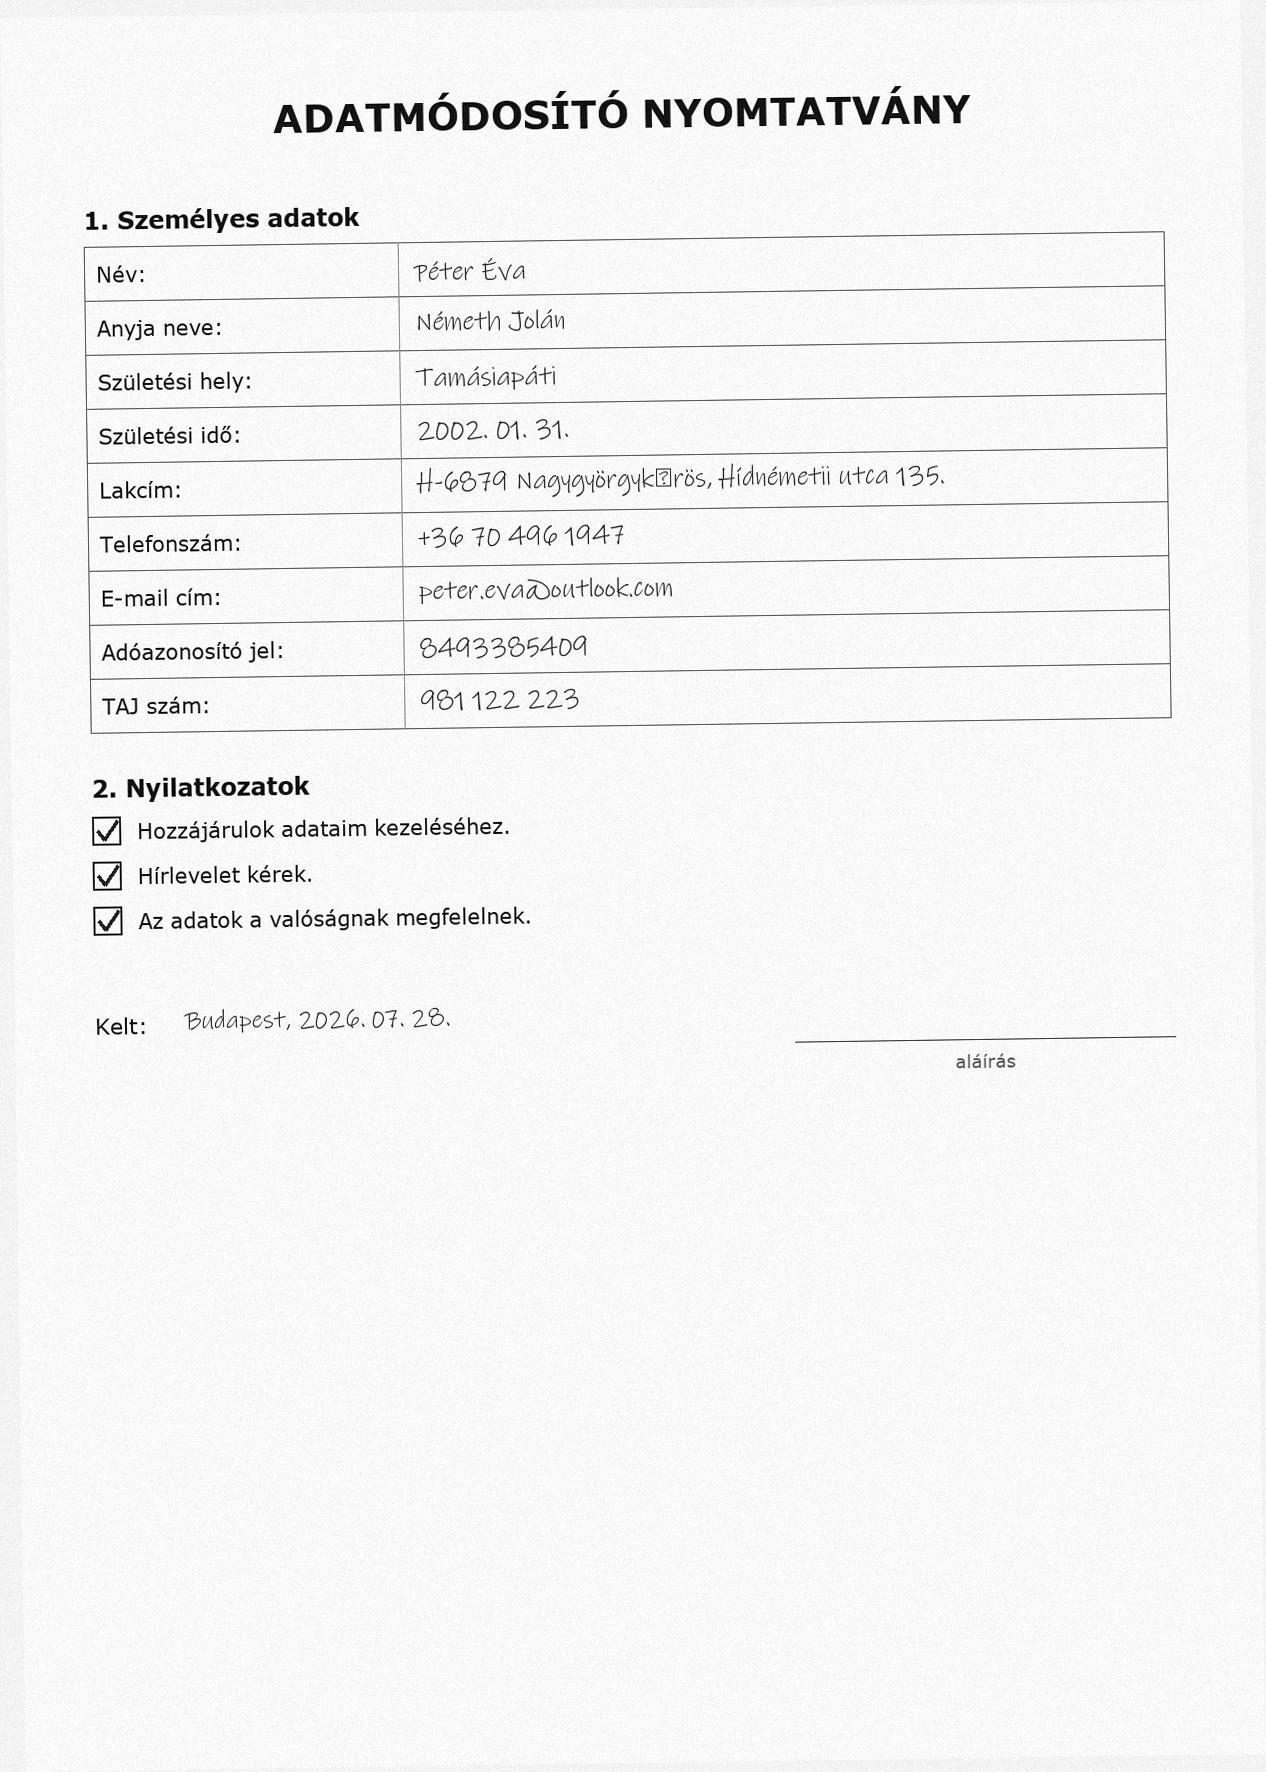 ADATMÓDOSÍTÓ NYOMTATVÁNY
1. Személyes adatok
Név: Péter Éva
Anyja neve: Németh Jolán
Születési hely: Tamásiapáti
Születési idő: 2002. 01. 31.
Lakcím: H-6879 Hídnémetii utca 135.
Telefonszám: +36 70 496 1947
E-mail cím: peter.eva@outlook.com
Adóazonosító jel: 8493385409
TAJ szám: 981 122 223
2. Nyilatkozatok
Hozzájárulok adataim kezeléséhez.
Hírlevelet kérek.
Az adatok a valóságnak megfelelnek.
Kelt: Budapest, 2026. 07. 28.
aláírás